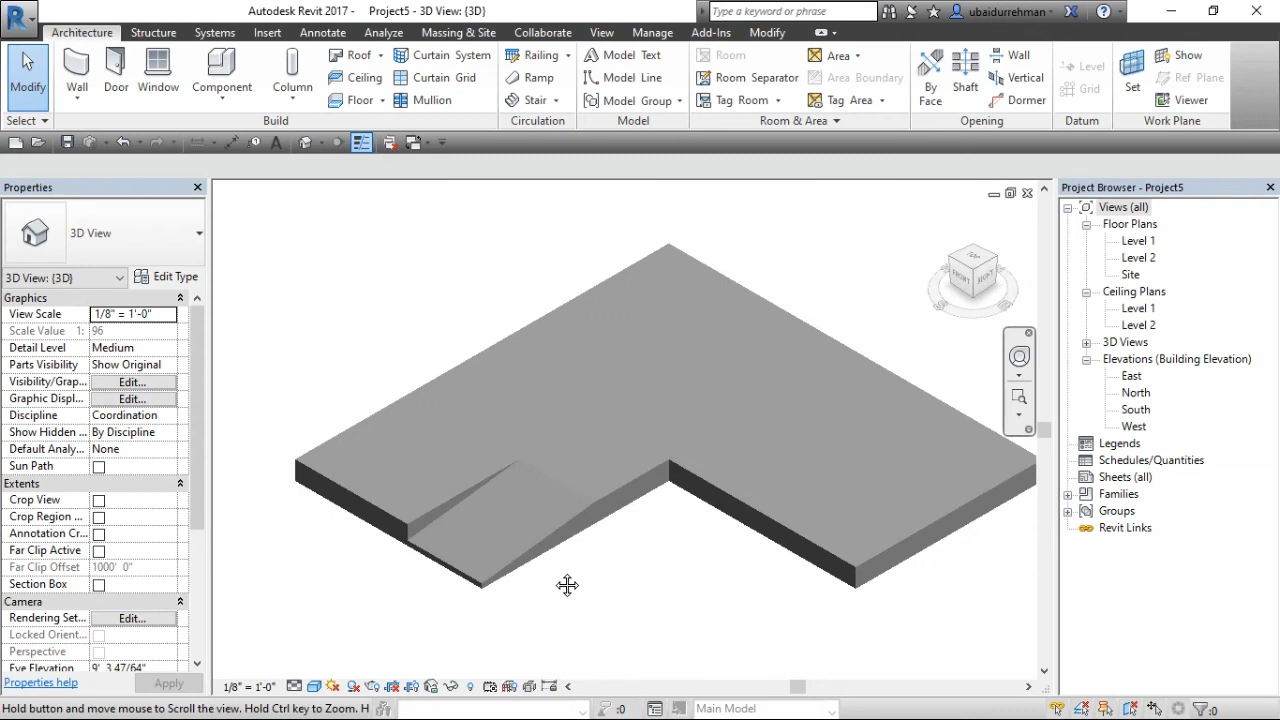 Autodesk Revit 2017 - Project5 - 3D View: {3D}
Type a keyword or phrase
ubaidurrehman
Architecture Structure Systems Insert Annotate Analyze Massing & Site Collaborate View Manage Add-Ins Modify
Modify
Wall
Door
Window
Component
Column
Roof
Ceiling
Floor
Curtain System
Curtain Grid
Mullion
Railing
Ramp
Stair
Model Text
Model Line
Model Group
Room
Room Separator
Tag Room
Area
Area Boundary
Tag Area
By
Face
Shaft
Wall
Vertical
Dormer
Level
Grid
Set
Show
Ref Plane
Viewer
Select Build Circulation Model Room & Area Opening Datum Work Plane
Properties
3D View
3D View: {3D} Edit Type
Graphics
View Scale 1/8" = 1'-0"
Scale Value 1: 96
Detail Level Medium
Parts Visibility Show Original
Visibility/Grap... Edit...
Graphic Displ... Edit...
Discipline Coordination
Show Hidden ... By Discipline
Default Analy... None
Sun Path
Extents
Crop View
Crop Region ...
Annotation Cr...
Far Clip Active
Far Clip Offset 1000' 0"
Section Box
Camera
Rendering Set... Edit...
Locked Orient...
Perspective
Eye Elevation 9' 3 47/64"
Properties help Apply
TOP
FRONT
RIGHT
1/8" = 1'-0"
Project Browser - Project5
Views (all)
Floor Plans
Level 1
Level 2
Site
Ceiling Plans
Level 1
Level 2
3D Views
Elevations (Building Elevation)
East
North
South
West
Legends
Schedules/Quantities
Sheets (all)
Families
Groups
Revit Links
Hold button and move mouse to Scroll the view. Hold Ctrl key to Zoom. H
:0
Main Model
:0